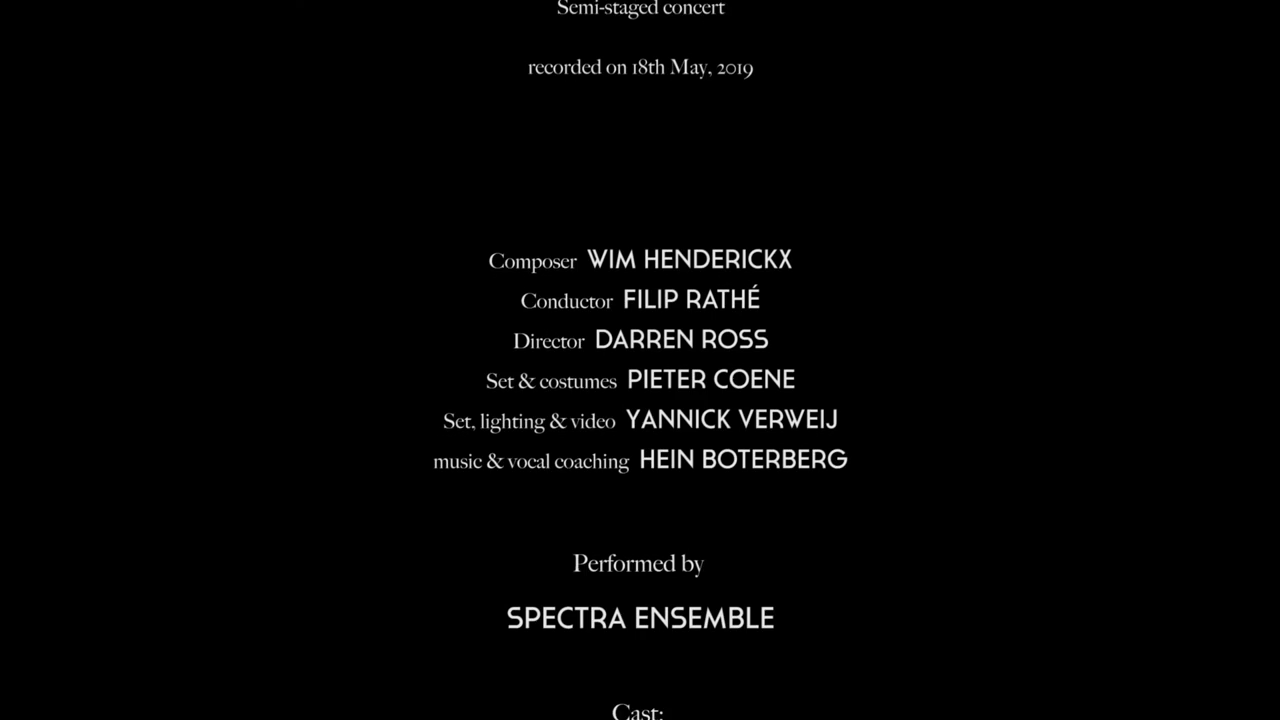 Semi-staged concert
recorded on 18th May, 2019
Composer WIM HENDERICKX
Conductor FILIP RATHÉ
Director DARREN ROSS
Set & costumes PIETER COENE
Set, lighting & video YANNICK VERWEIJ
music & vocal coaching HEIN BOTERBERG
Performed by
SPECTRA ENSEMBLE
Cast: